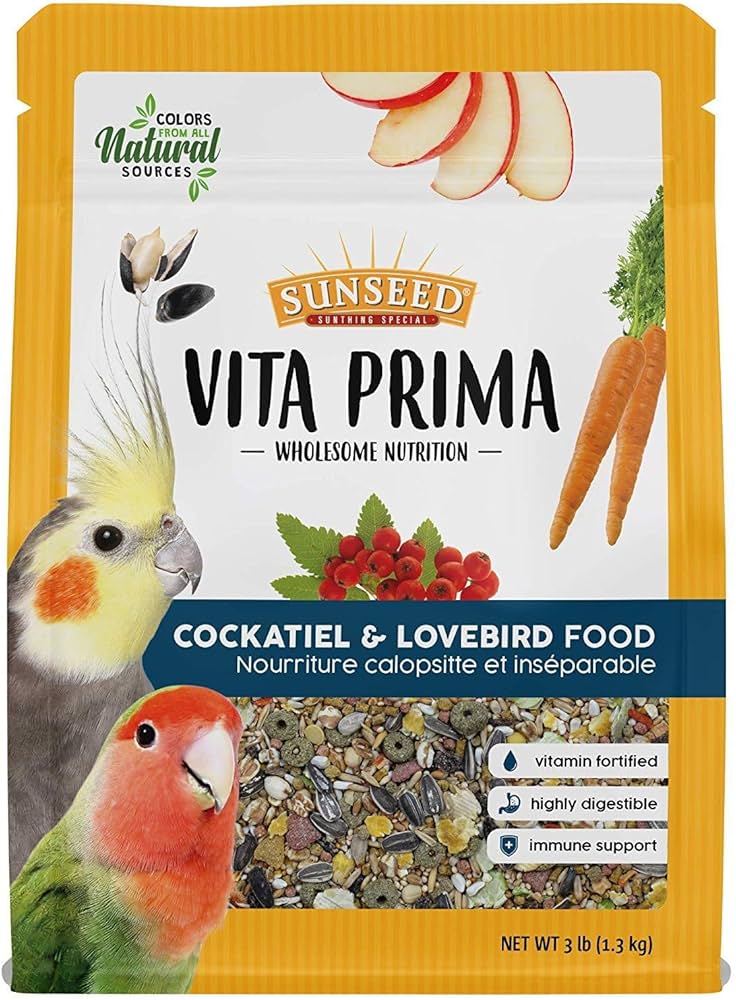 COLORS
FROM ALL
Natural
SOURCES
SUNSEED®
• SUNTHING SPECIAL •
VITA PRIMA
— WHOLESOME NUTRITION —
COCKATIEL & LOVEBIRD FOOD
Nourriture calopsitte et inséparable
vitamin fortified
highly digestible
immune support
NET WT 3 lb (1.3 kg)